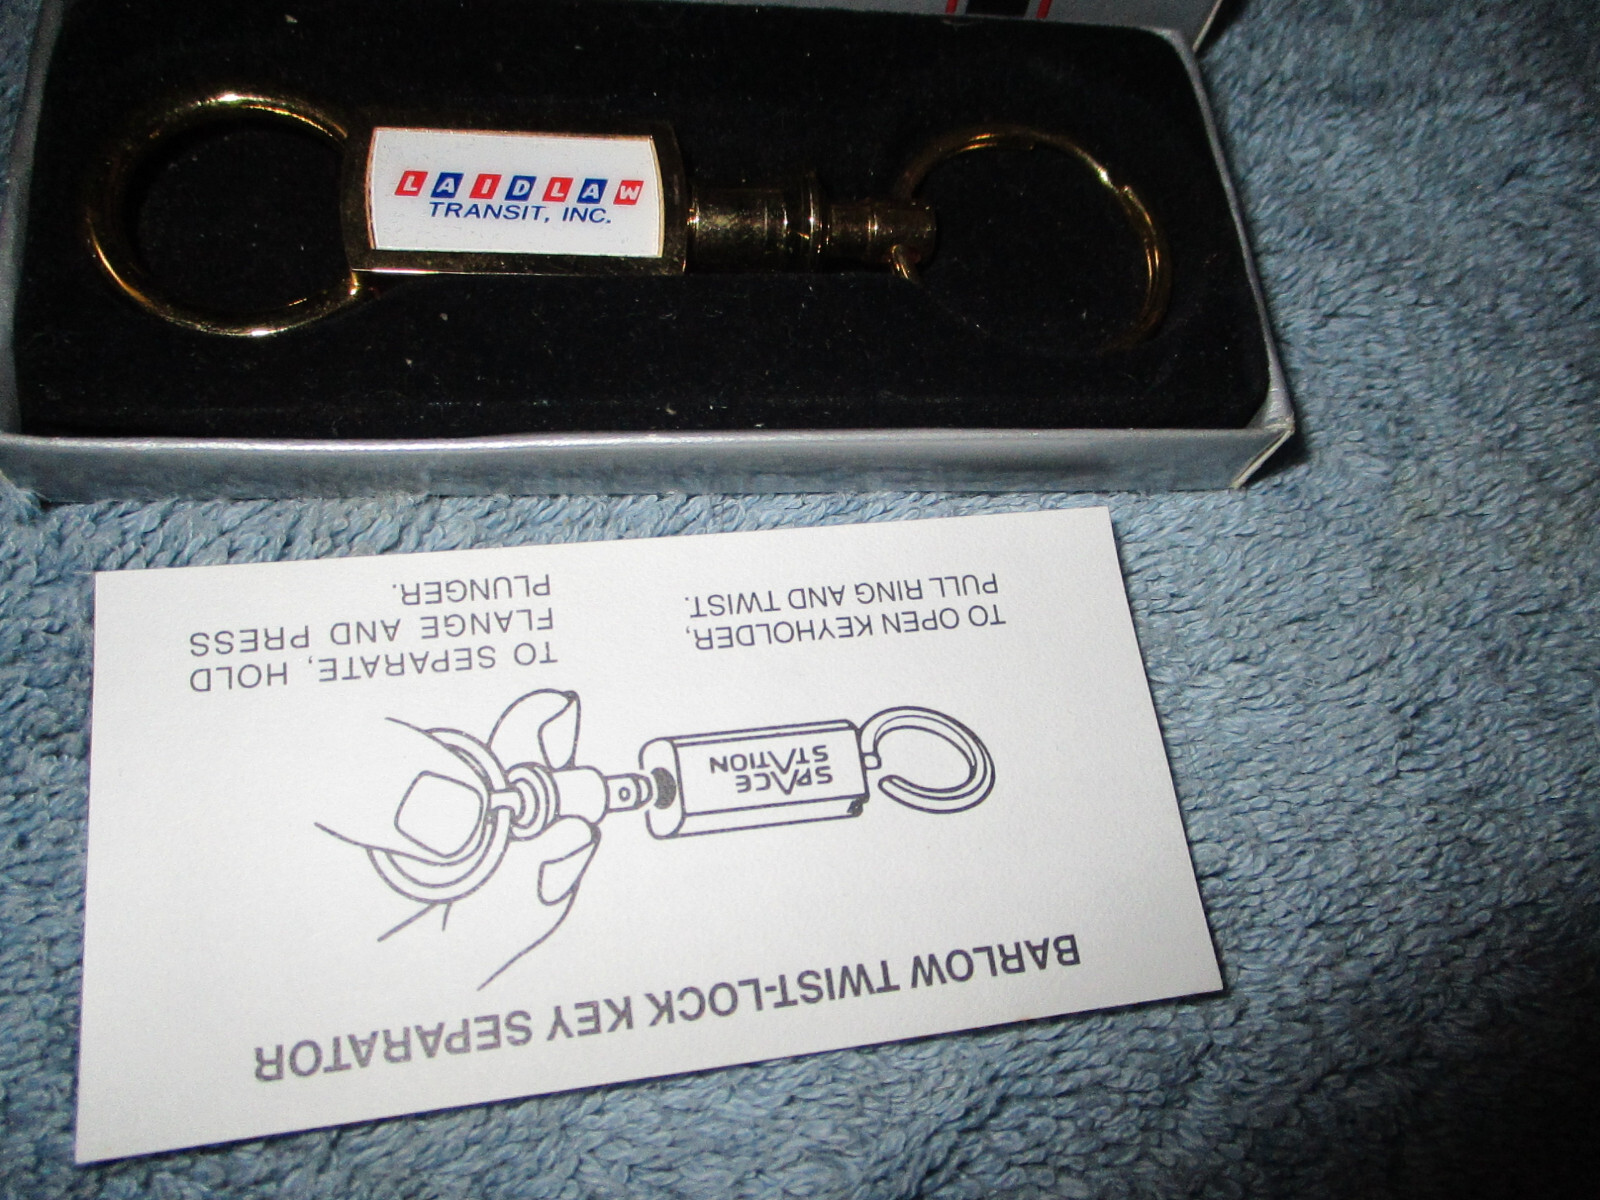 LAIDLAW
TRANSIT, INC.
BARLOW TWIST-LOCK KEY SEPARATOR
SPACE
STATION
TO OPEN KEYHOLDER,
PULL RING AND TWIST.
TO SEPARATE, HOLD
FLANGE AND PRESS
PLUNGER.